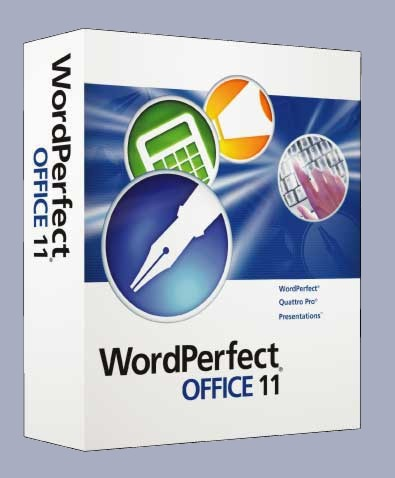 WordPerfect®
OFFICE 11
WordPerfect®
Quattro Pro®
Presentations™
WordPerfect®
OFFICE 11